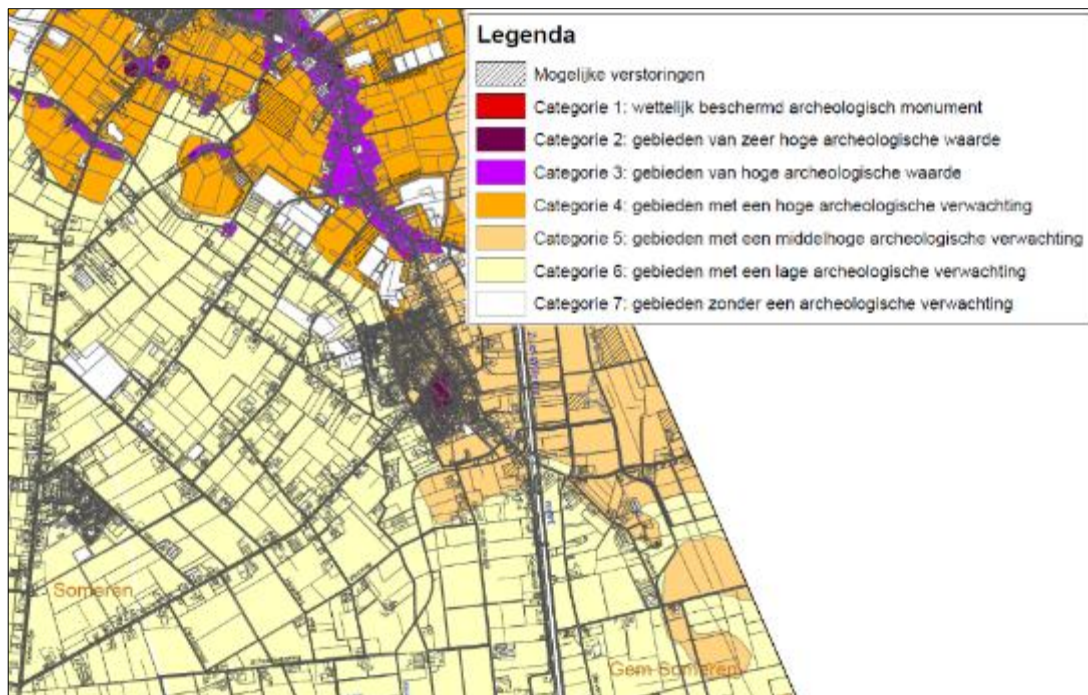 Legenda
Mogelijke verstoringen
Categorie 1: wettelijk beschermd archeologisch monument
Categorie 2: gebieden van zeer hoge archeologische waarde
Categorie 3: gebieden van hoge archeologische waarde
Categorie 4: gebieden met een hoge archeologische verwachting
Categorie 5: gebieden met een middelhoge archeologische verwachting
Categorie 6: gebieden met een lage archeologische verwachting
Categorie 7: gebieden zonder een archeologische verwachting
Someren
Gem Someren